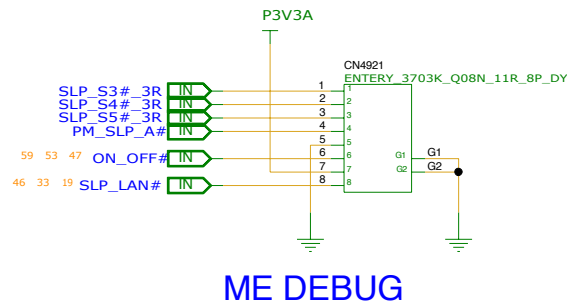 P3V3A
CN4921
ENTERY_3703K_Q08N_11R_8P_DY
SLP_S3#_3R IN 1 1
SLP_S4#_3R IN 2 2
SLP_S5#_3R IN 3 3
PM_SLP_A# IN 4 4
5 5
59 53 47 ON_OFF# IN 6 6 G1 G1
7 7 G2 G2
46 33 19 SLP_LAN# IN 8 8
ME DEBUG